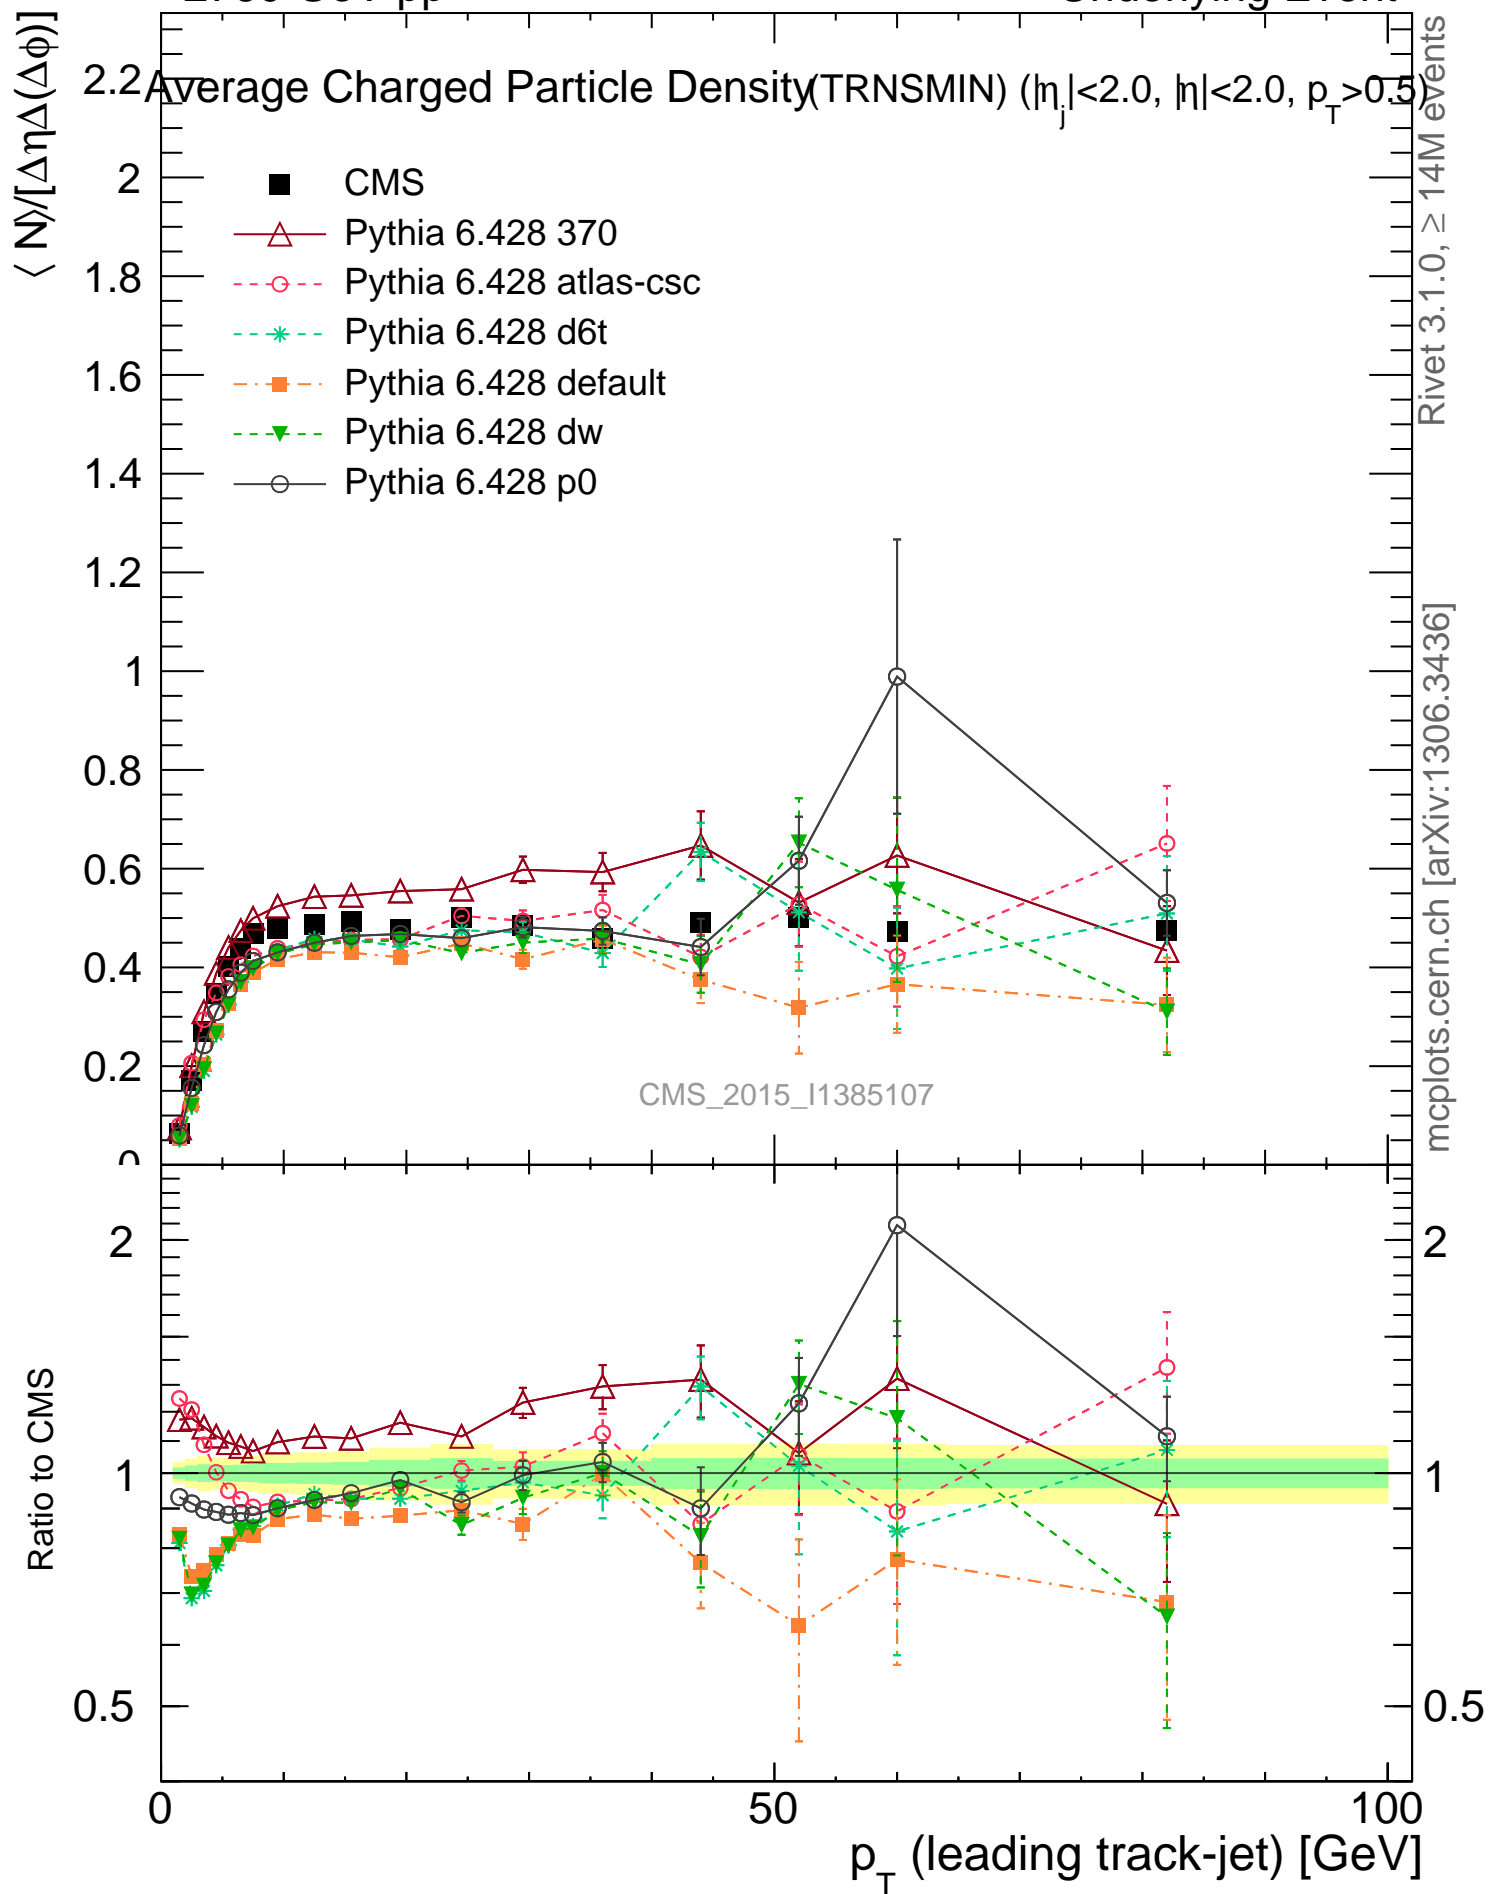 Average Charged Particle Density (TRNSMIN) (|ηj|<2.0, |η|<2.0, pT>0.5)
⟨ N⟩/[ΔηΔ(Δϕ)]
2.2
2
1.8
1.6
1.4
1.2
1
0.8
0.6
0.4
0.2
0
CMS
Pythia 6.428 370
Pythia 6.428 atlas-csc
Pythia 6.428 d6t
Pythia 6.428 default
Pythia 6.428 dw
Pythia 6.428 p0
CMS_2015_I1385107
Rivet 3.1.0, ≥ 14M events
mcplots.cern.ch [arXiv:1306.3436]
Ratio to CMS
2
1
0.5
2
1
0.5
0
50
100
pT (leading track-jet) [GeV]